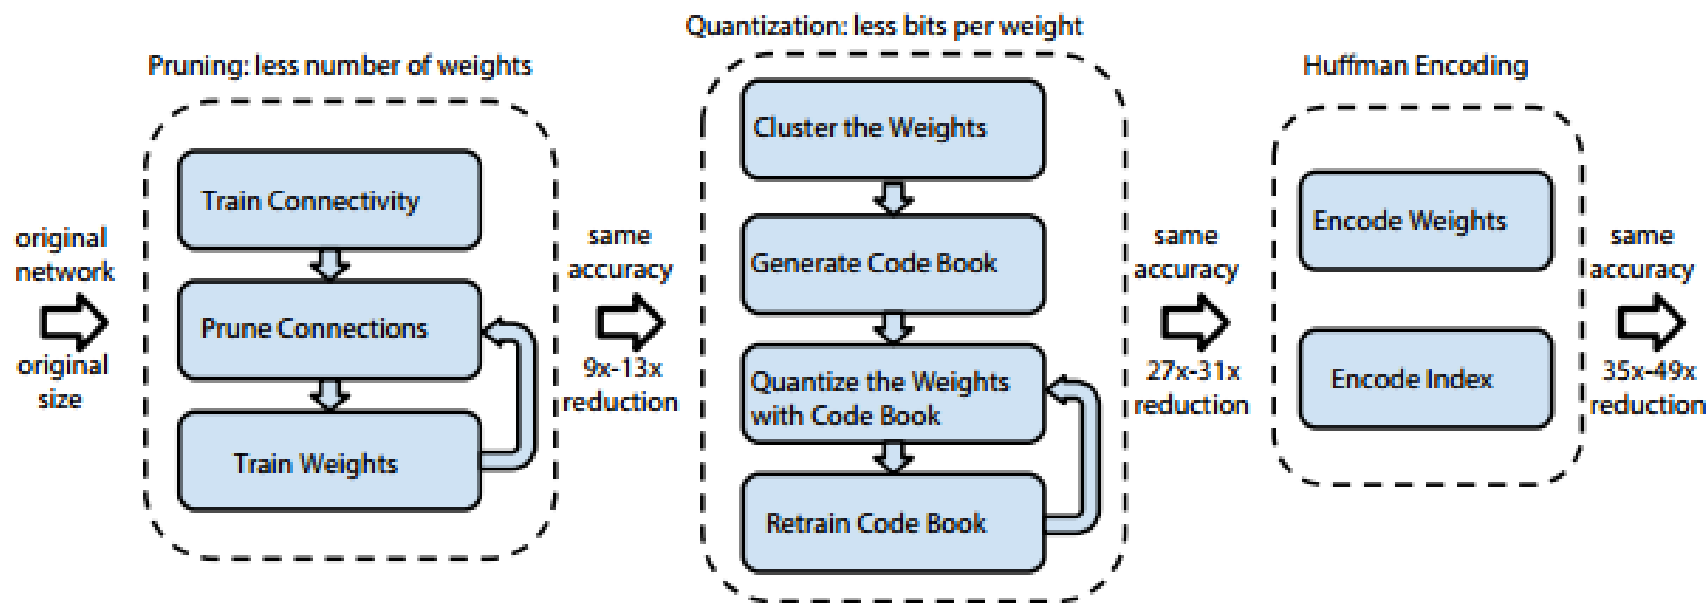 original
network
original
size
Pruning: less number of weights
Train Connectivity
Prune Connections
Train Weights
same
accuracy
9x-13x
reduction
Quantization: less bits per weight
Cluster the Weights
Generate Code Book
Quantize the Weights
with Code Book
Retrain Code Book
same
accuracy
27x-31x
reduction
Huffman Encoding
Encode Weights
Encode Index
same
accuracy
35x-49x
reduction